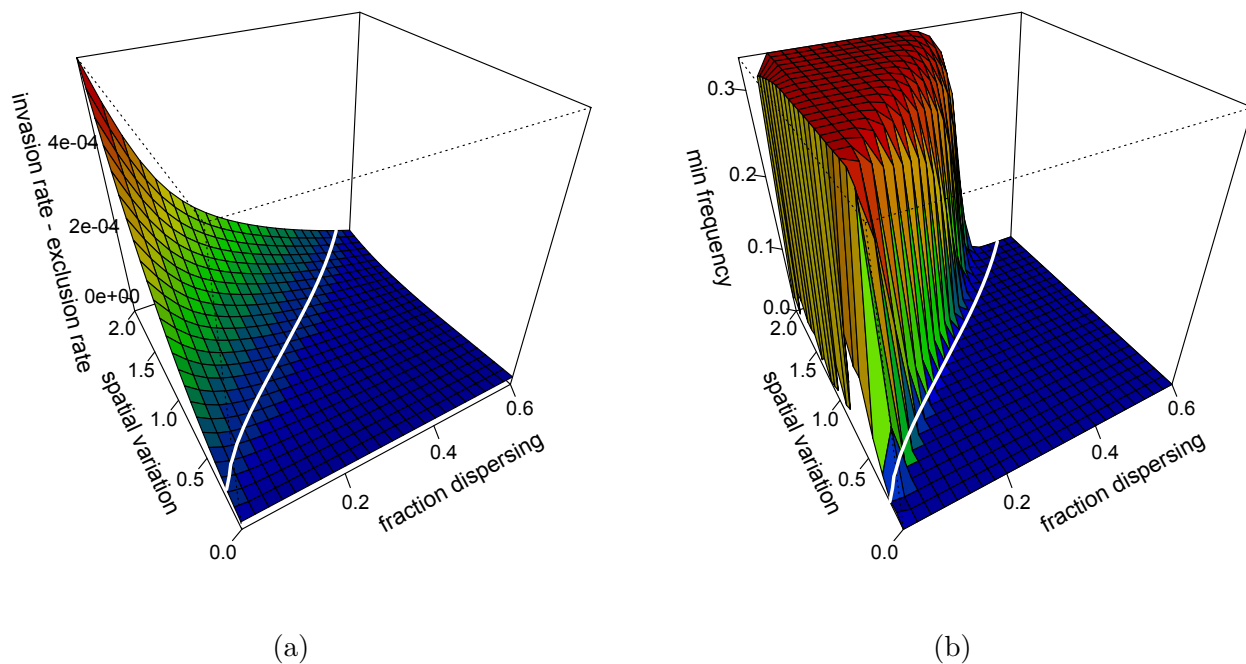 invasion rate - exclusion rate
4e-04
2e-04
0e+00
2.0
1.5
1.0
0.5
0.0
spatial variation
0.2
0.4
0.6
fraction dispersing
(a)
min frequency
0.3
0.2
0.1
0.0
2.0
1.5
1.0
0.5
0.0
spatial variation
0.2
0.4
0.6
fraction dispersing
(b)